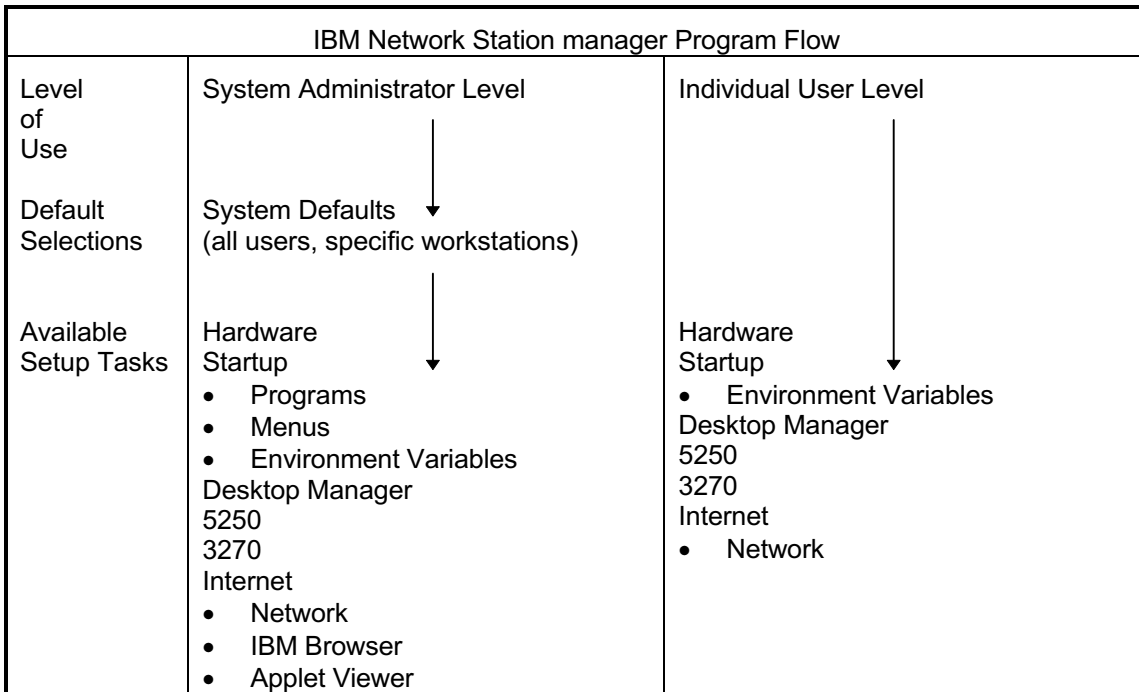 IBM Network Station manager Program Flow
Level
of
Use
System Administrator Level
Individual User Level
Default
Selections
System Defaults
(all users, specific workstations)
Available
Setup Tasks
Hardware
Startup
• Programs
• Menus
• Environment Variables
Desktop Manager
5250
3270
Internet
• Network
• IBM Browser
• Applet Viewer
Hardware
Startup
• Environment Variables
Desktop Manager
5250
3270
Internet
• Network